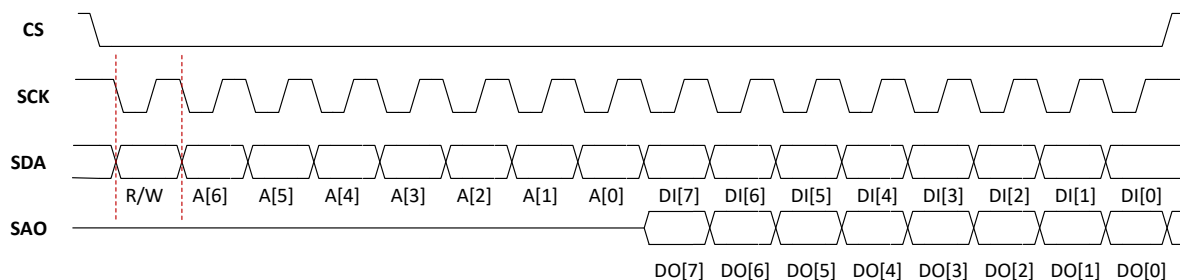 CS
SCK
SDA
R/W A[6] A[5] A[4] A[3] A[2] A[1] A[0] DI[7] DI[6] DI[5] DI[4] DI[3] DI[2] DI[1] DI[0]
SAO
DO[7] DO[6] DO[5] DO[4] DO[3] DO[2] DO[1] DO[0]